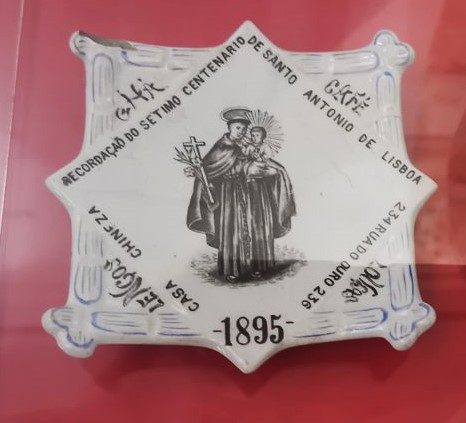 RECORDAÇÃO DO SETIMO CENTENARIO
DE SANTO ANTONIO DE LISBOA
CHÁ
CAFÉ
CASA CHINEZA
234 RUA DO OURO 236
LENÇOS
-1895-